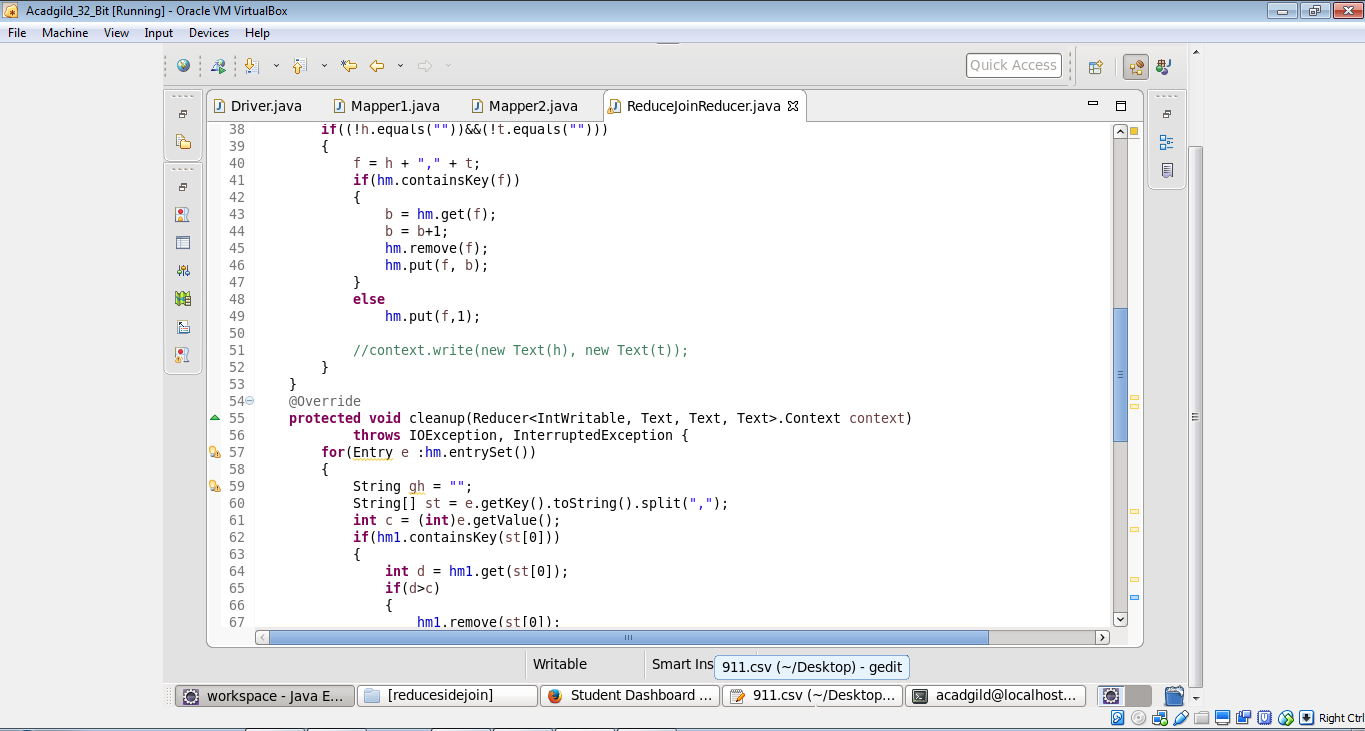 Acadgild_32_Bit [Running] - Oracle VM VirtualBox
File Machine View Input Devices Help
Quick Access
Driver.java Mapper1.java Mapper2.java ReduceJoinReducer.java
38 if((!h.equals(""))&&(!t.equals("")))
39 {
40 f = h + "," + t;
41 if(hm.containsKey(f))
42 {
43 b = hm.get(f);
44 b = b+1;
45 hm.remove(f);
46 hm.put(f, b);
47 }
48 else
49 hm.put(f,1);
50
51 //context.write(new Text(h), new Text(t));
52 }
53 }
54 @Override
55 protected void cleanup(Reducer<IntWritable, Text, Text, Text>.Context context)
56 throws IOException, InterruptedException {
57 for(Entry e :hm.entrySet())
58 {
59 String gh = "";
60 String[] st = e.getKey().toString().split(",");
61 int c = (int)e.getValue();
62 if(hm1.containsKey(st[0]))
63 {
64 int d = hm1.get(st[0]);
65 if(d>c)
66 {
67 hm1.remove(st[0]);
Writable Smart Ins
911.csv (~/Desktop) - gedit
workspace - Java E... [reducesidejoin] Student Dashboard ... 911.csv (~/Desktop... acadgild@localhost...
Right Ctrl